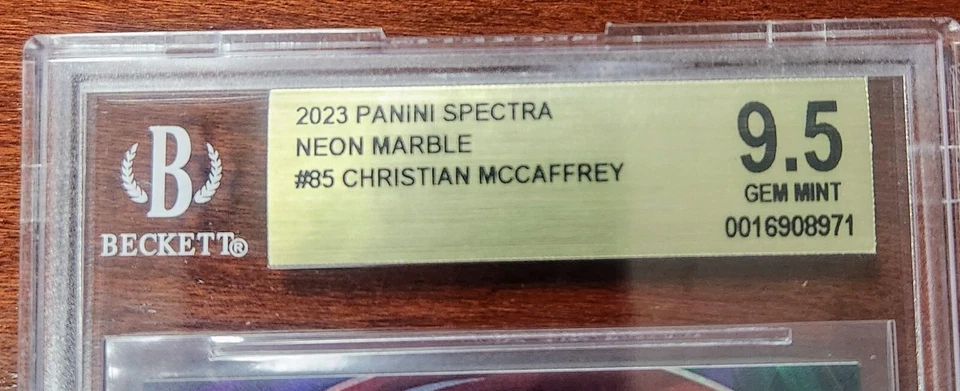 B
BECKETT®
2023 PANINI SPECTRA
NEON MARBLE
#85 CHRISTIAN MCCAFFREY
9.5
GEM MINT
0016908971